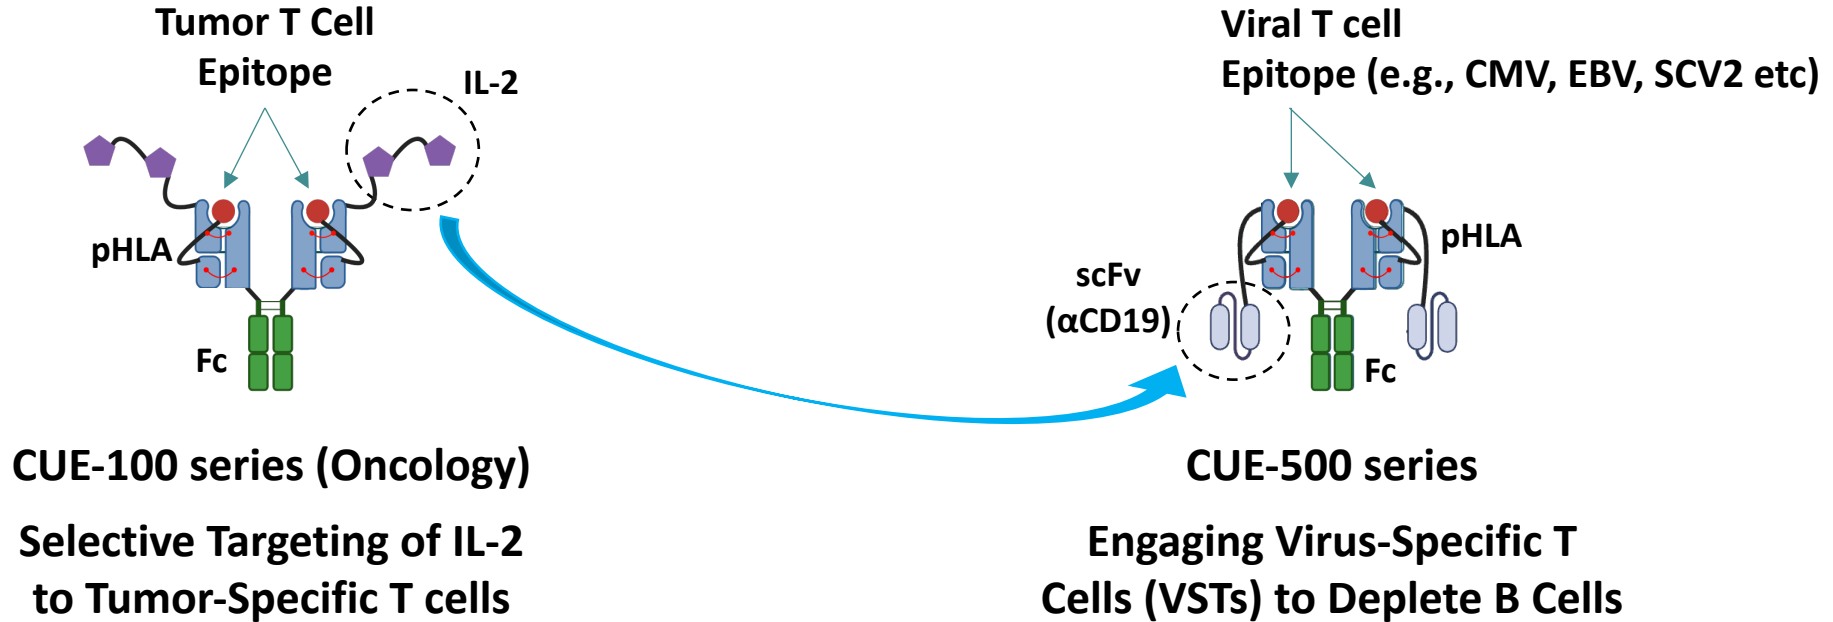 Tumor T Cell
Epitope
IL-2
pHLA
Fc
CUE-100 series (Oncology)
Selective Targeting of IL-2
to Tumor-Specific T cells
Viral T cell
Epitope (e.g., CMV, EBV, SCV2 etc)
pHLA
scFv
(αCD19)
Fc
CUE-500 series
Engaging Virus-Specific T
Cells (VSTs) to Deplete B Cells